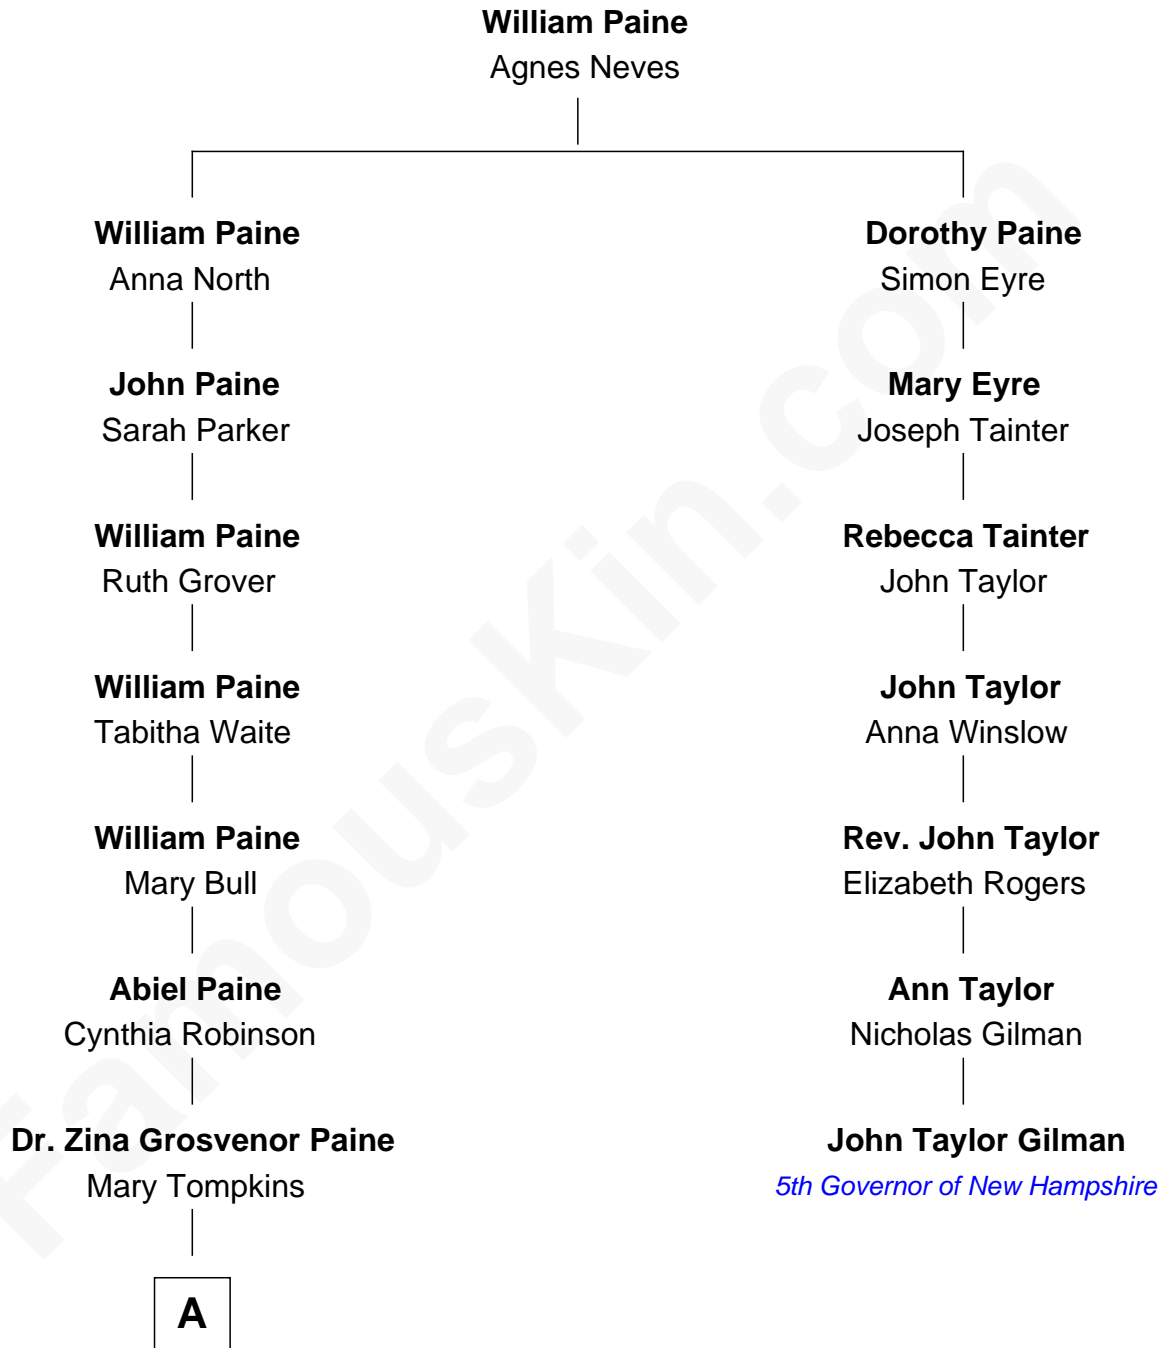 William Paine
Agnes Neves
William Paine
Anna North
Dorothy Paine
Simon Eyre
John Paine
Sarah Parker
Mary Eyre
Joseph Tainter
William Paine
Ruth Grover
Rebecca Tainter
John Taylor
William Paine
Tabitha Waite
John Taylor
Anna Winslow
William Paine
Mary Bull
Rev. John Taylor
Elizabeth Rogers
Abiel Paine
Cynthia Robinson
Ann Taylor
Nicholas Gilman
Dr. Zina Grosvenor Paine
Mary Tompkins
John Taylor Gilman
5th Governor of New Hampshire
A
FamousKin.com